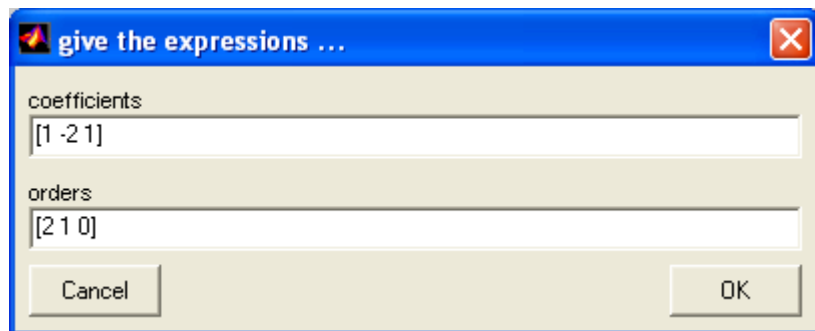 give the expressions ...
coefficients
[1 -2 1]
orders
[2 1 0]
Cancel OK